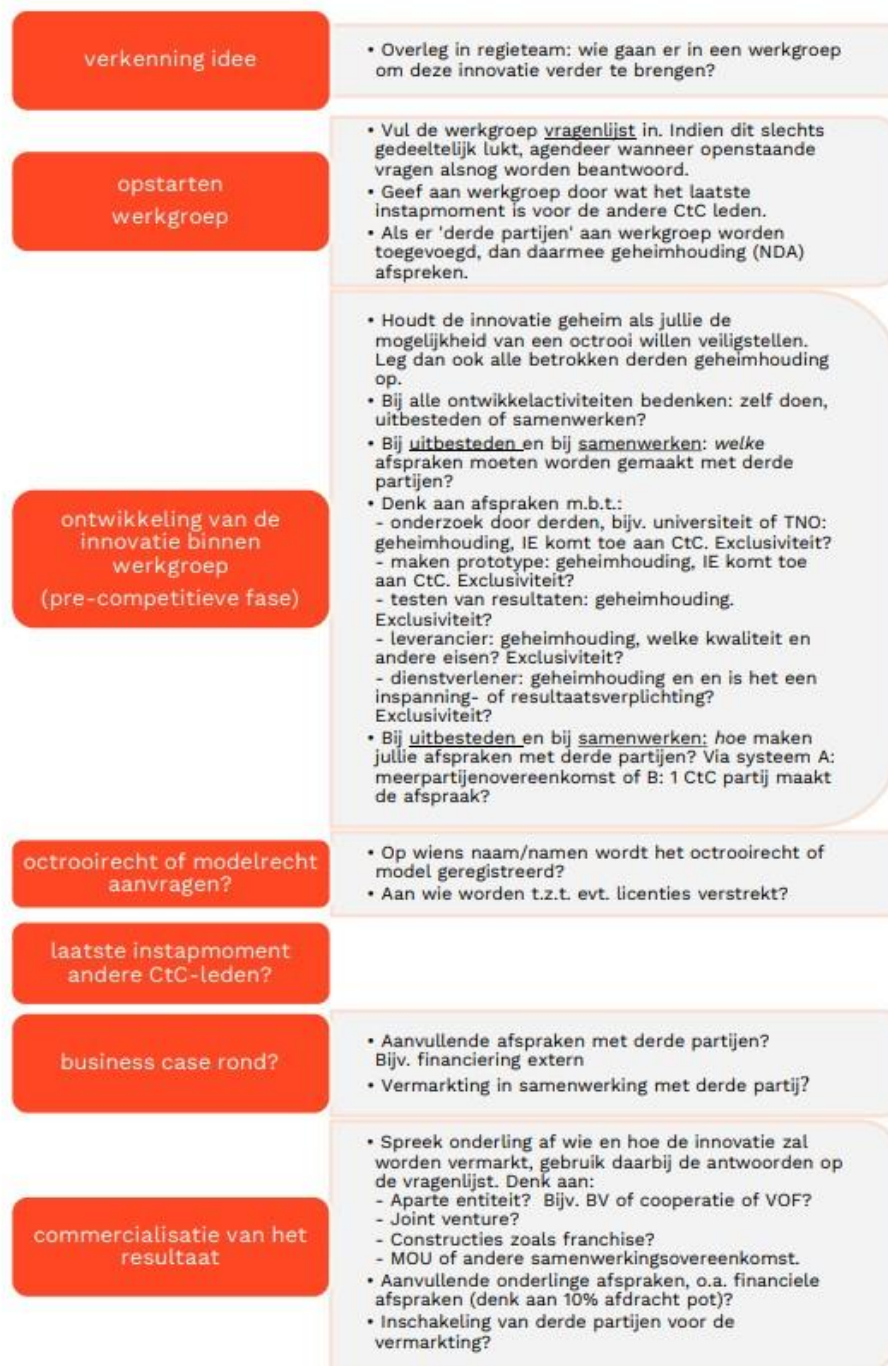 verkenning idee
• Overleg in regieteam: wie gaan er in een werkgroep
om deze innovatie verder te brengen?
opstarten
werkgroep
• Vul de werkgroep vragenlijst in. Indien dit slechts
gedeeltelijk lukt, agendeer wanneer openstaande
vragen alsnog worden beantwoord.
• Geef aan werkgroep door wat het laatste
instapmoment is voor de andere CtC leden.
• Als er 'derde partijen' aan werkgroep worden
toegevoegd, dan daarmee geheimhouding (NDA)
afspreken.
ontwikkeling van de
innovatie binnen
werkgroep
(pre-competitieve fase)
• Houdt de innovatie geheim als jullie de
mogelijkheid van een octrooi willen veiligstellen.
Leg dan ook alle betrokken derden geheimhouding
op.
• Bij alle ontwikkelactiviteiten bedenken: zelf doen,
uitbesteden of samenwerken?
• Bij uitbesteden en bij samenwerken: welke
afspraken moeten worden gemaakt met derde
partijen?
• Denk aan afspraken m.b.t.:
- onderzoek door derden, bijv. universiteit of TNO:
geheimhouding, IE komt toe aan CtC. Exclusiviteit?
- maken prototype: geheimhouding, IE komt toe
aan CtC. Exclusiviteit?
- testen van resultaten: geheimhouding.
Exclusiviteit?
- leverancier: geheimhouding, welke kwaliteit en
andere eisen? Exclusiviteit?
- dienstverlener: geheimhouding en en is het een
inspanning- of resultaatsverplichting?
Exclusiviteit?
• Bij uitbesteden en bij samenwerken: hoe maken
jullie afspraken met derde partijen? Via systeem A:
meerpartijenovereenkomst of B: 1 CtC partij maakt
de afspraak?
octrooirecht of modelrecht
aanvragen?
• Op wiens naam/namen wordt het octrooirecht of
model geregistreerd?
• Aan wie worden t.z.t. evt. licenties verstrekt?
laatste instapmoment
andere CtC-leden?
business case rond?
• Aanvullende afspraken met derde partijen?
Bijv. financiering extern
• Vermarkting in samenwerking met derde partij?
commercialisatie van het
resultaat
• Spreek onderling af wie en hoe de innovatie zal
worden vermarkt, gebruik daarbij de antwoorden op
de vragenlijst. Denk aan:
- Aparte entiteit? Bijv. BV of cooperatie of VOF?
- Joint venture?
- Constructies zoals franchise?
- MOU of andere samenwerkingsovereenkomst.
• Aanvullende onderlinge afspraken, o.a. financiele
afspraken (denk aan 10% afdracht pot)?
• Inschakeling van derde partijen voor de
vermarkting?